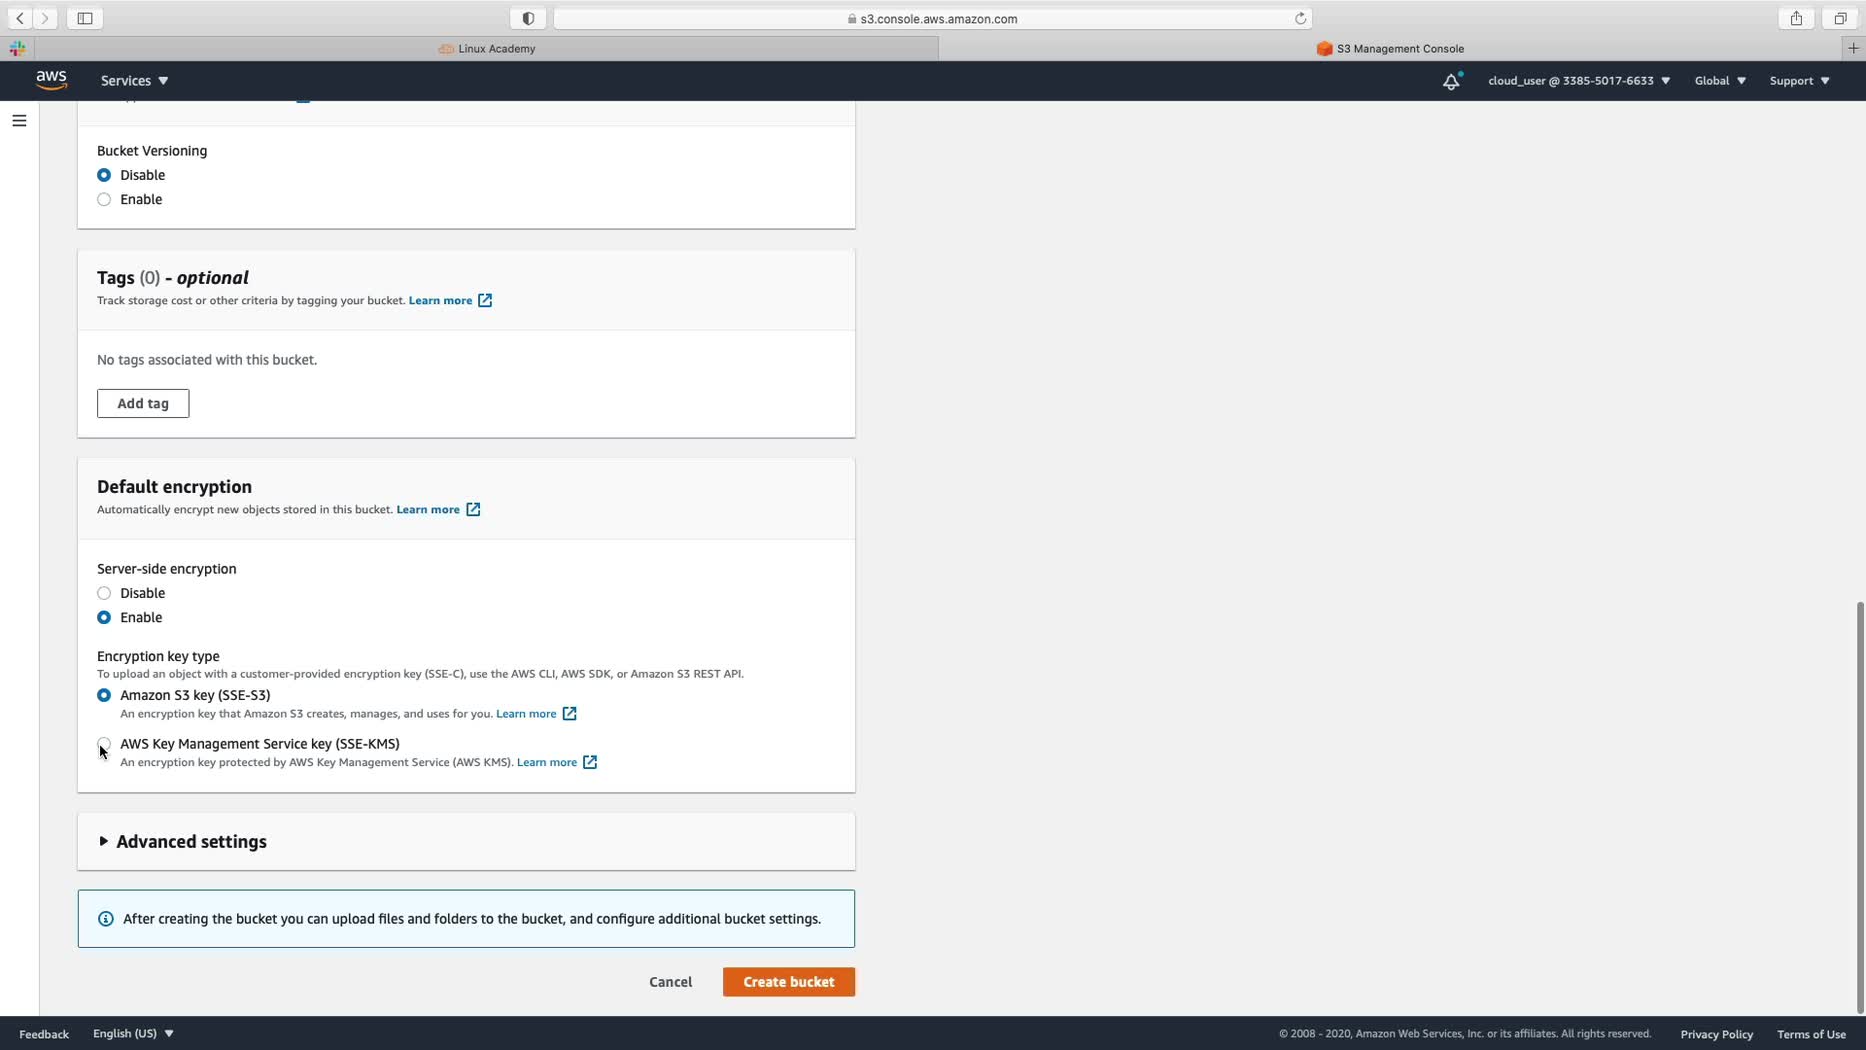 s3.console.aws.amazon.com
Linux Academy
S3 Management Console
aws
Services
cloud_user @ 3385-5017-6633
Global
Support
Bucket Versioning
Disable
Enable
Tags (0) - optional
Track storage cost or other criteria by tagging your bucket. Learn more
No tags associated with this bucket.
Add tag
Default encryption
Automatically encrypt new objects stored in this bucket. Learn more
Server-side encryption
Disable
Enable
Encryption key type
To upload an object with a customer-provided encryption key (SSE-C), use the AWS CLI, AWS SDK, or Amazon S3 REST API.
Amazon S3 key (SSE-S3)
An encryption key that Amazon S3 creates, manages, and uses for you. Learn more
AWS Key Management Service key (SSE-KMS)
An encryption key protected by AWS Key Management Service (AWS KMS). Learn more
Advanced settings
After creating the bucket you can upload files and folders to the bucket, and configure additional bucket settings.
Cancel
Create bucket
Feedback
English (US)
© 2008 - 2020, Amazon Web Services, Inc. or its affiliates. All rights reserved.
Privacy Policy
Terms of Use